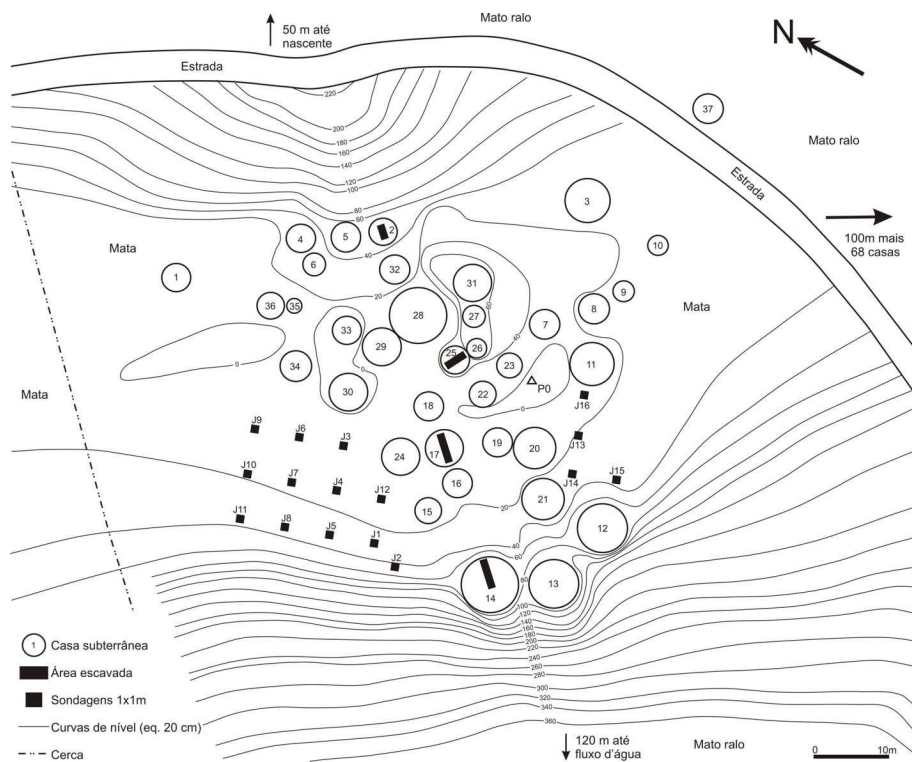 50 m até
nascente
Mato ralo
N
Estrada
220
200
180
160
140
120
100
80
60
37
Mato ralo
3
Estrada
Mata
4
5
2
40
10
100m mais
68 casas
6
1
32
31
20
9
Mata
36
35
28
27
60
8
33
7
40
29
26
25
0
0
34
23
11
Mata
30
22
P0
0
J16
18
J9
J6
J3
19
J13
24
17
20
J10
J7
J4
J12
16
J14
J15
21
15
20
J11
J8
J5
J1
12
40
J2
60
80
13
14
100
120
140
160
180
200
220
240
260
280
300
320
340
360
1 Casa subterrânea
Área escavada
Sondagens 1x1m
Curvas de nível (eq. 20 cm)
Cerca
120 m até
fluxo d'água
Mato ralo
0 10m